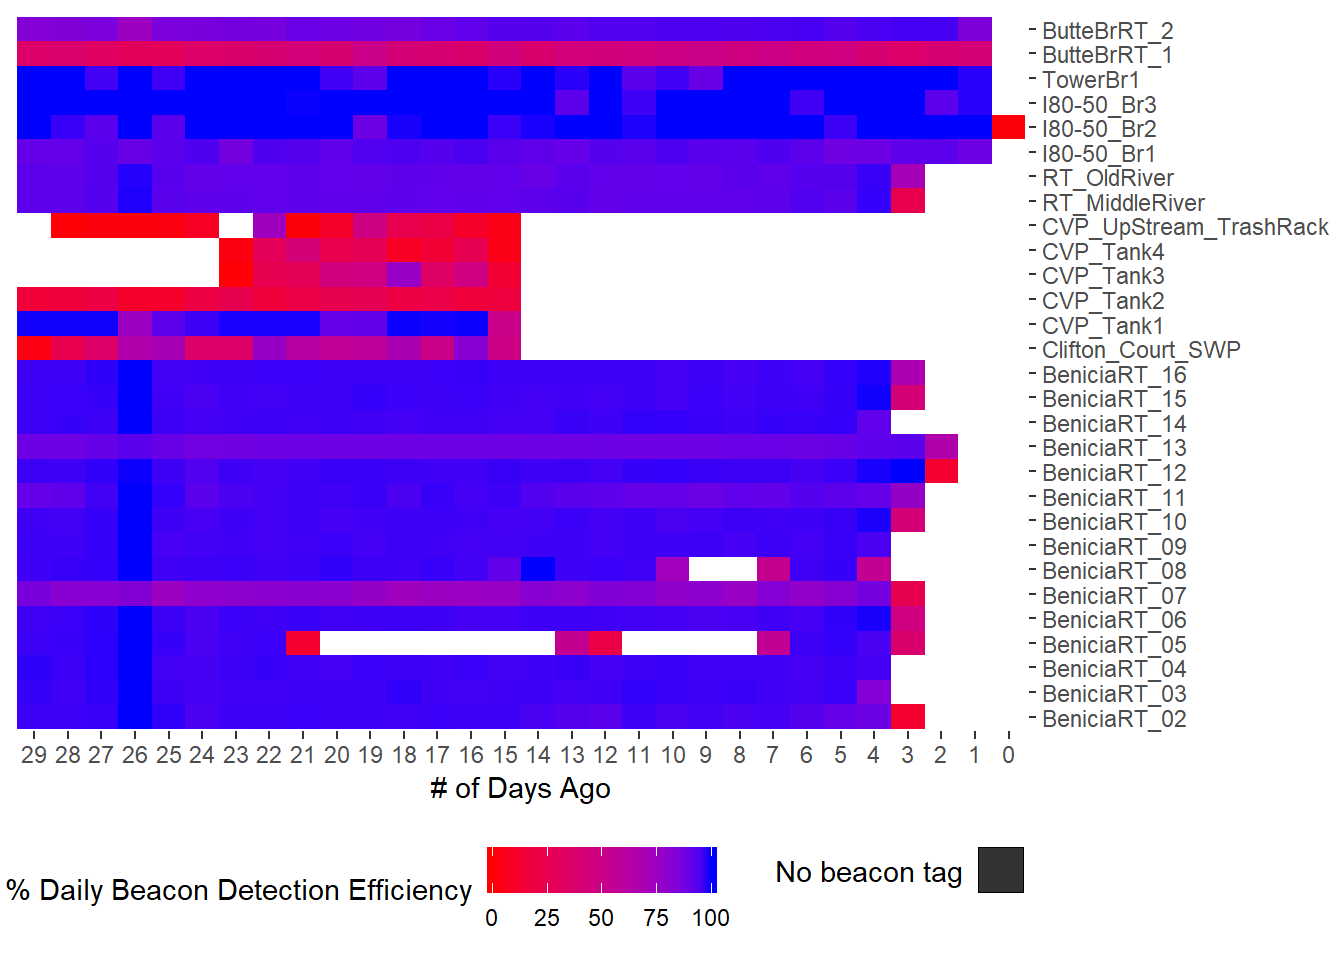 ButteBrRT_2
ButteBrRT_1
TowerBr1
I80-50_Br3
I80-50_Br2
I80-50_Br1
RT_OldRiver
RT_MiddleRiver
CVP_UpStream_TrashRack
CVP_Tank4
CVP_Tank3
CVP_Tank2
CVP_Tank1
Clifton_Court_SWP
BeniciaRT_16
BeniciaRT_15
BeniciaRT_14
BeniciaRT_13
BeniciaRT_12
BeniciaRT_11
BeniciaRT_10
BeniciaRT_09
BeniciaRT_08
BeniciaRT_07
BeniciaRT_06
BeniciaRT_05
BeniciaRT_04
BeniciaRT_03
BeniciaRT_02
29 28 27 26 25 24 23 22 21 20 19 18 17 16 15 14 13 12 11 10 9 8 7 6 5 4 3 2 1 0
# of Days Ago
% Daily Beacon Detection Efficiency
0 25 50 75 100
No beacon tag